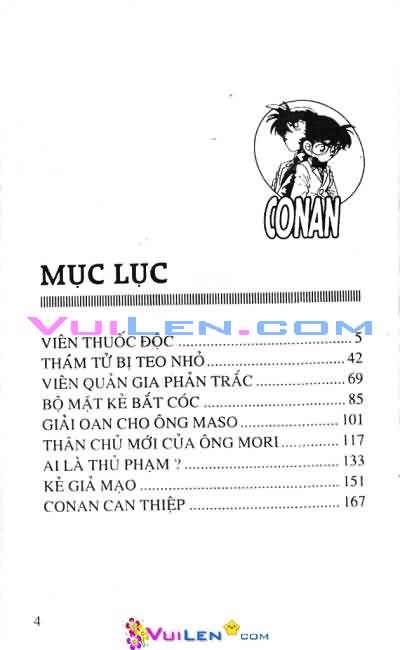 CONAN
MỤC LỤC
VUILEN.COM
VIÊN THUỐC ĐỘC ........................................ 5
THÁM TỬ BỊ TEO NHỎ ........................................ 42
VIÊN QUẢN GIA PHẢN TRẮC ........................................ 69
BỘ MẶT KẺ BẮT CÓC ........................................ 85
GIẢI OAN CHO ÔNG MASO ........................................ 101
THÂN CHỦ MỚI CỦA ÔNG MORI ........................................ 117
AI LÀ THỦ PHẠM ? ........................................ 133
KẺ GIẢ MẠO ........................................ 151
CONAN CAN THIỆP ........................................ 167
4
VUILEN.COM